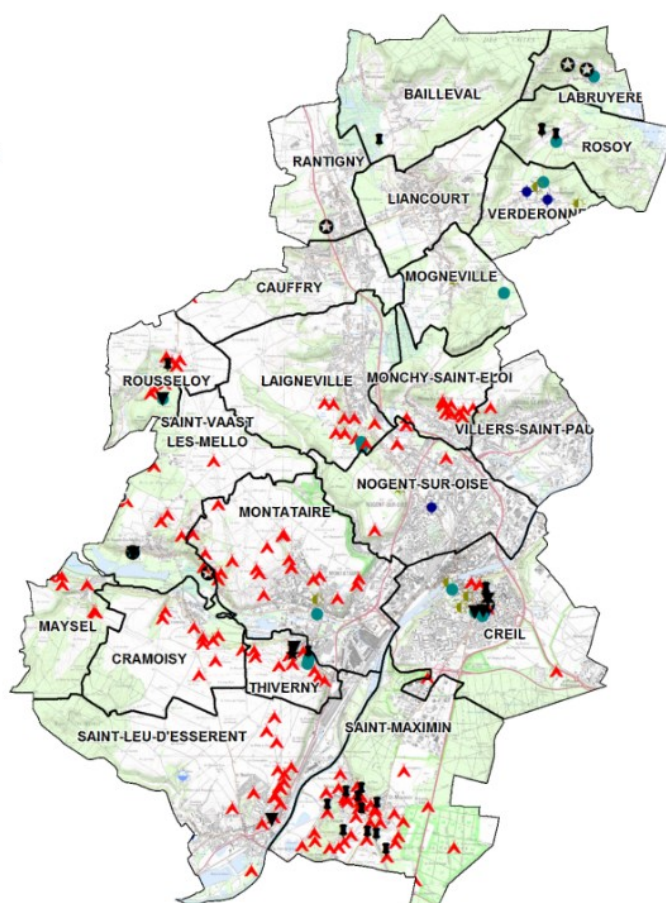 BAILLEVAL
LABRUYERE
ROSOY
RANTIGNY
LIANCOURT
VERDERONNE
MOGNEVILLE
CAUFFRY
ROUSSELOY
LAIGNEVILLE
MONCHY-SAINT-ELOI
SAINT-VAAST
LES-MELLO
VILLERS-SAINT-PAU
NOGENT-SUR-OISE
MONTATAIRE
MAYSEL
CREIL
CRAMOISY
THIVERNY
SAINT-LEU-D'ESSERENT
SAINT-MAXIMIN